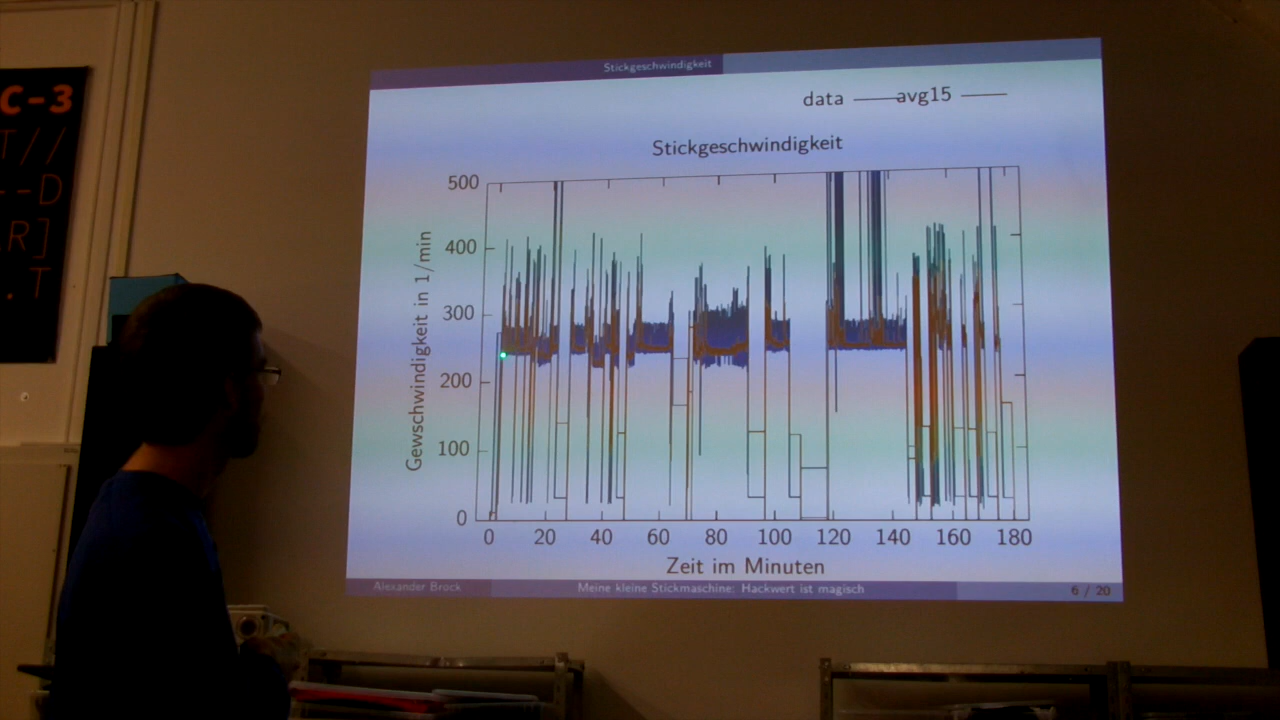 C-3
T//
--D
R]
.T
Stickgeschwindigkeit
data avg15
Stickgeschwindigkeit
Gewschwindigkeit in 1/min
500
400
300
200
100
0
0 20 40 60 80 100 120 140 160 180
Zeit im Minuten
Alexander Brock Meine kleine Stickmaschine: Hackwert ist magisch 6 / 20